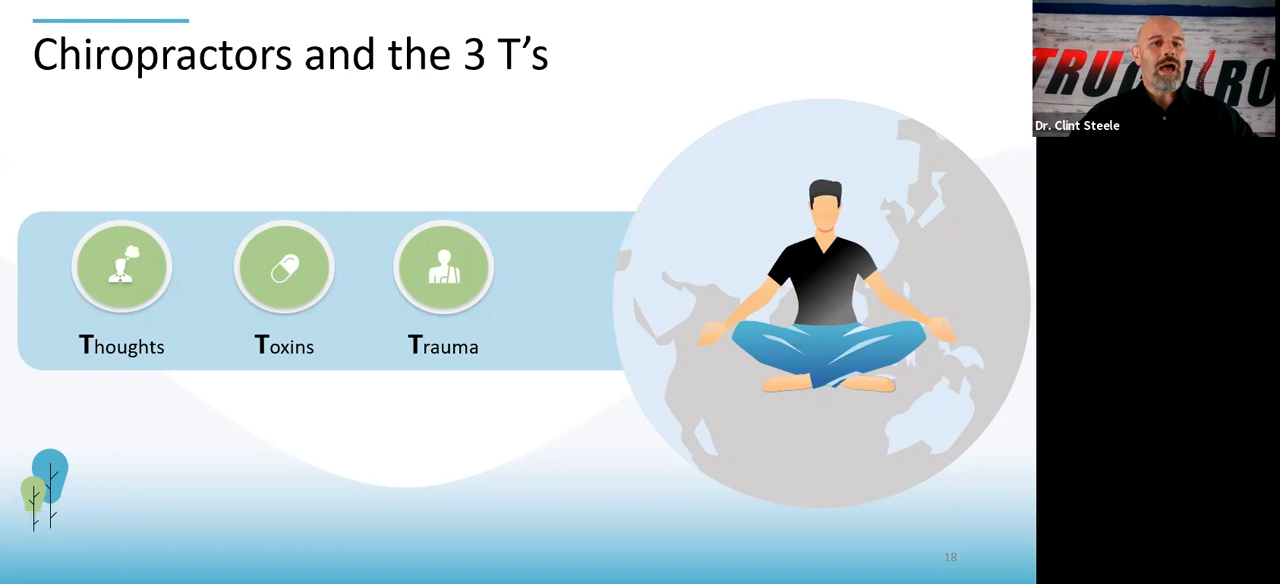 Chiropractors and the 3 T's
Thoughts
Toxins
Trauma
18
Dr. Clint Steele